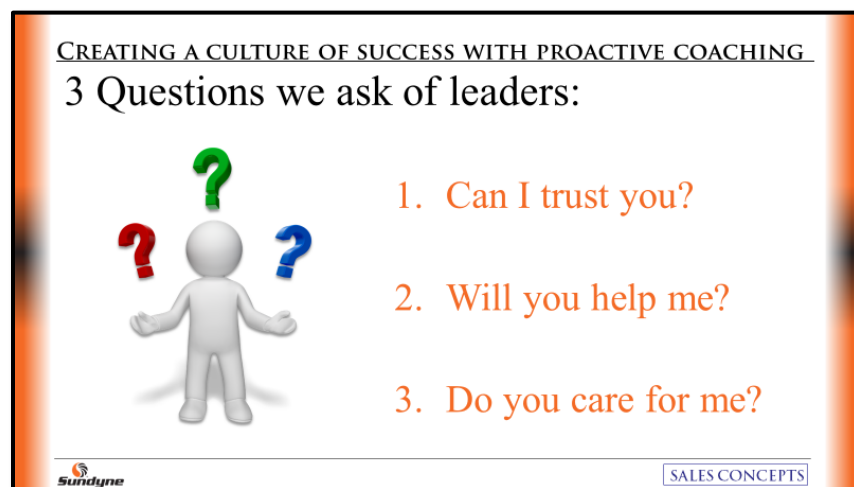 CREATING A CULTURE OF SUCCESS WITH PROACTIVE COACHING
3 Questions we ask of leaders:
? ? ?
1. Can I trust you?
2. Will you help me?
3. Do you care for me?
Sundyne
SALES CONCEPTS